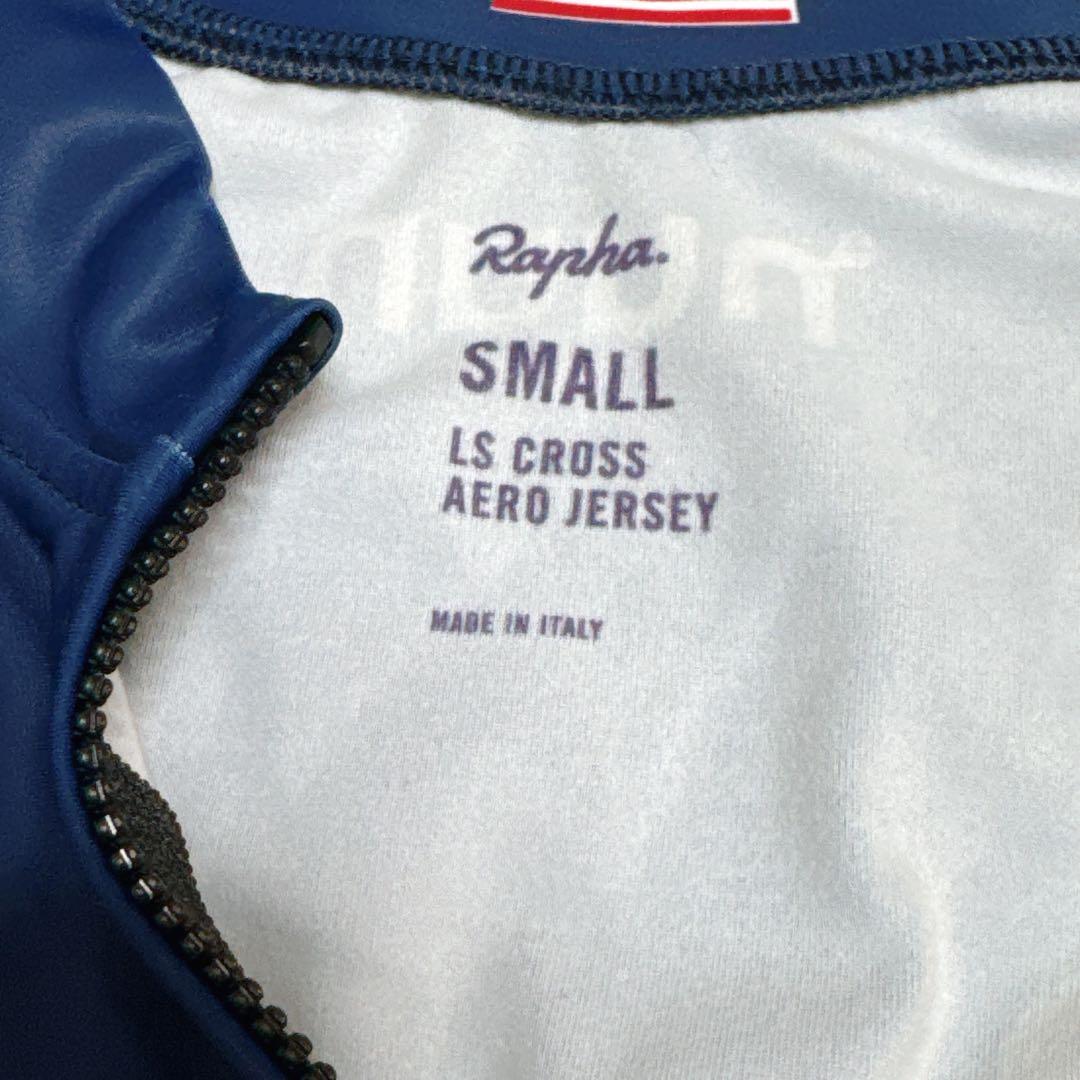 Rapha.
SMALL
LS CROSS
AERO JERSEY
MADE IN ITALY